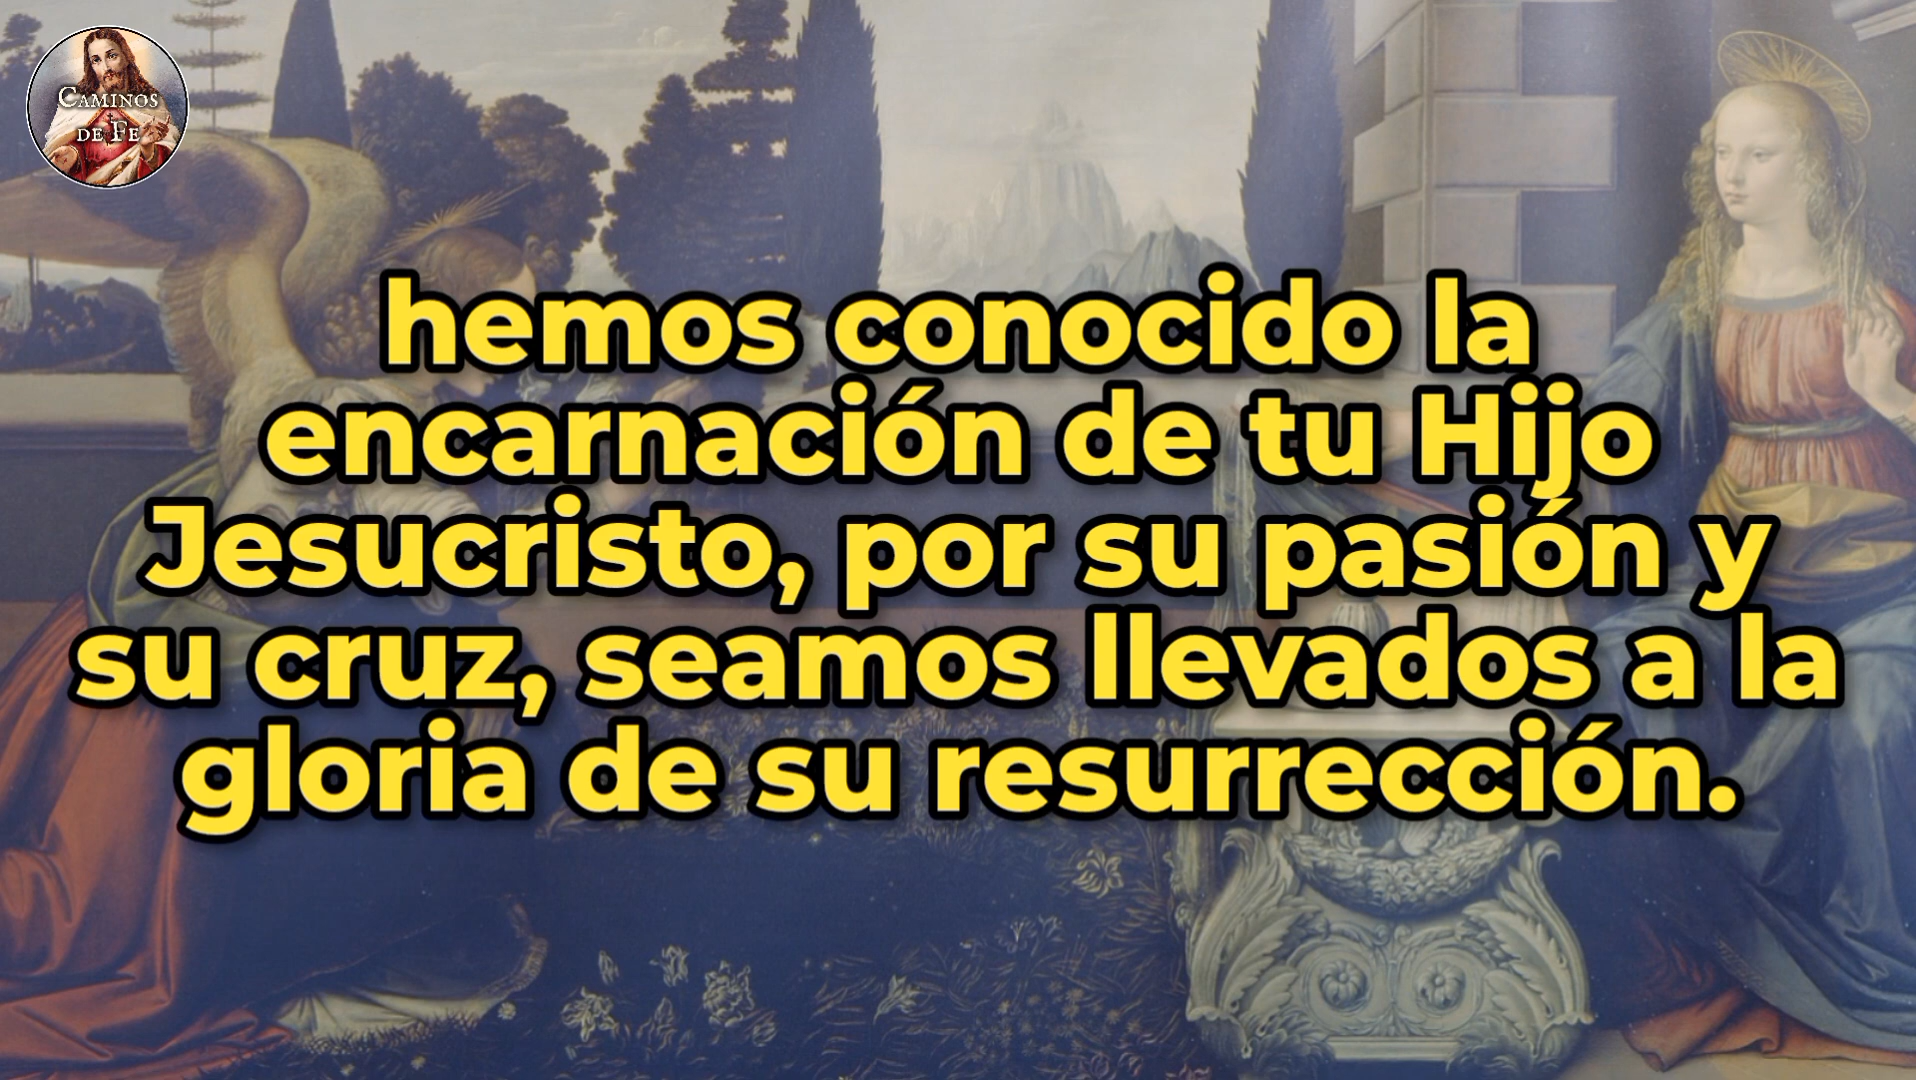 CAMINOS
DE FE
hemos conocido la
encarnación de tu Hijo
Jesucristo, por su pasión y
su cruz, seamos llevados a la
gloria de su resurrección.